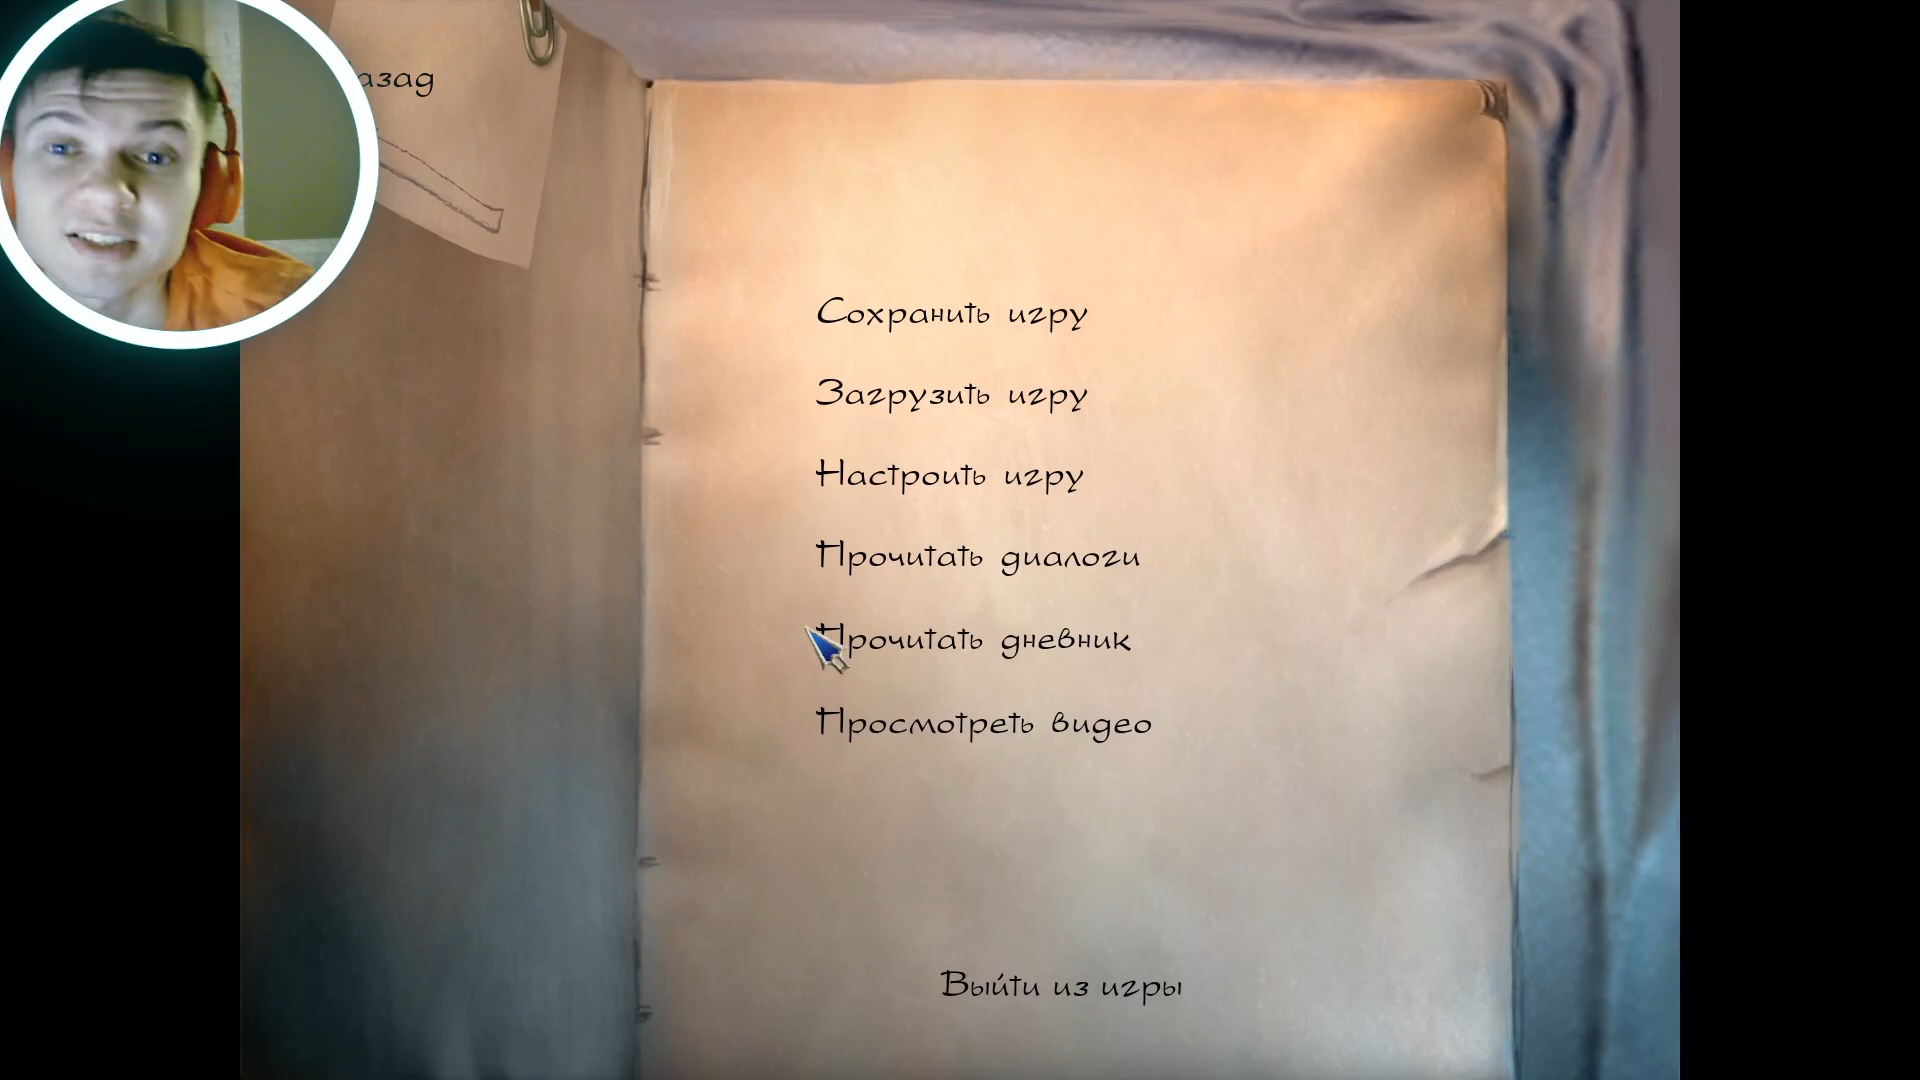 азад
Сохранить игру
Загрузить игру
Настроить игру
Прочитать диалоги
Прочитать дневник
Просмотреть видео
Выйти из игры